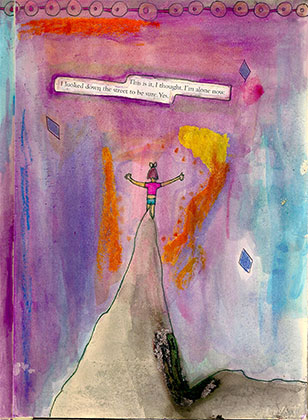 This is it, I thought. I'm alone now.
I looked down the street to be sure. Yes.